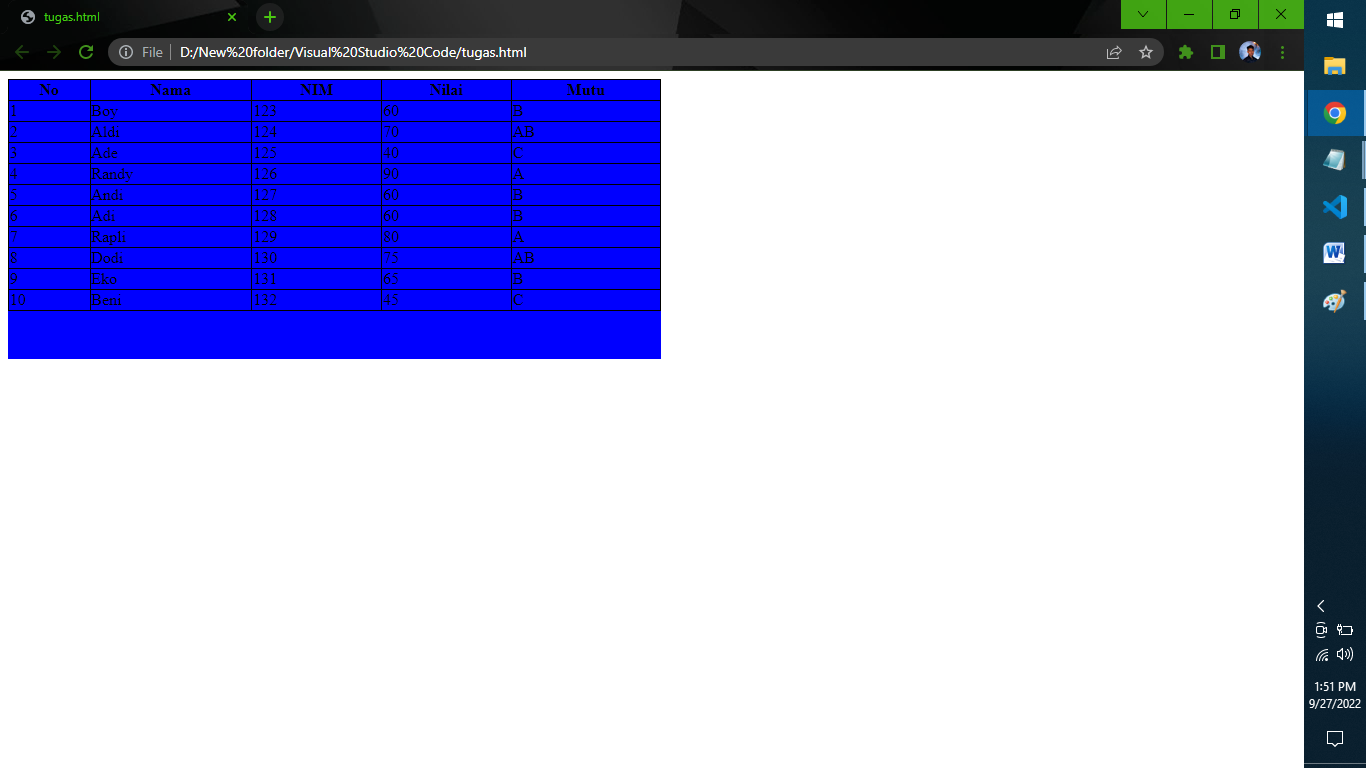 tugas.html
File D:/New%20folder/Visual%20Studio%20Code/tugas.html
No Nama NIM Nilai Mutu
1 Boy 123 60 B
2 Aldi 124 70 AB
3 Ade 125 40 C
4 Randy 126 90 A
5 Andi 127 60 B
6 Adi 128 60 B
7 Rapli 129 80 A
8 Dodi 130 75 AB
9 Eko 131 65 B
10 Beni 132 45 C
1:51 PM
9/27/2022